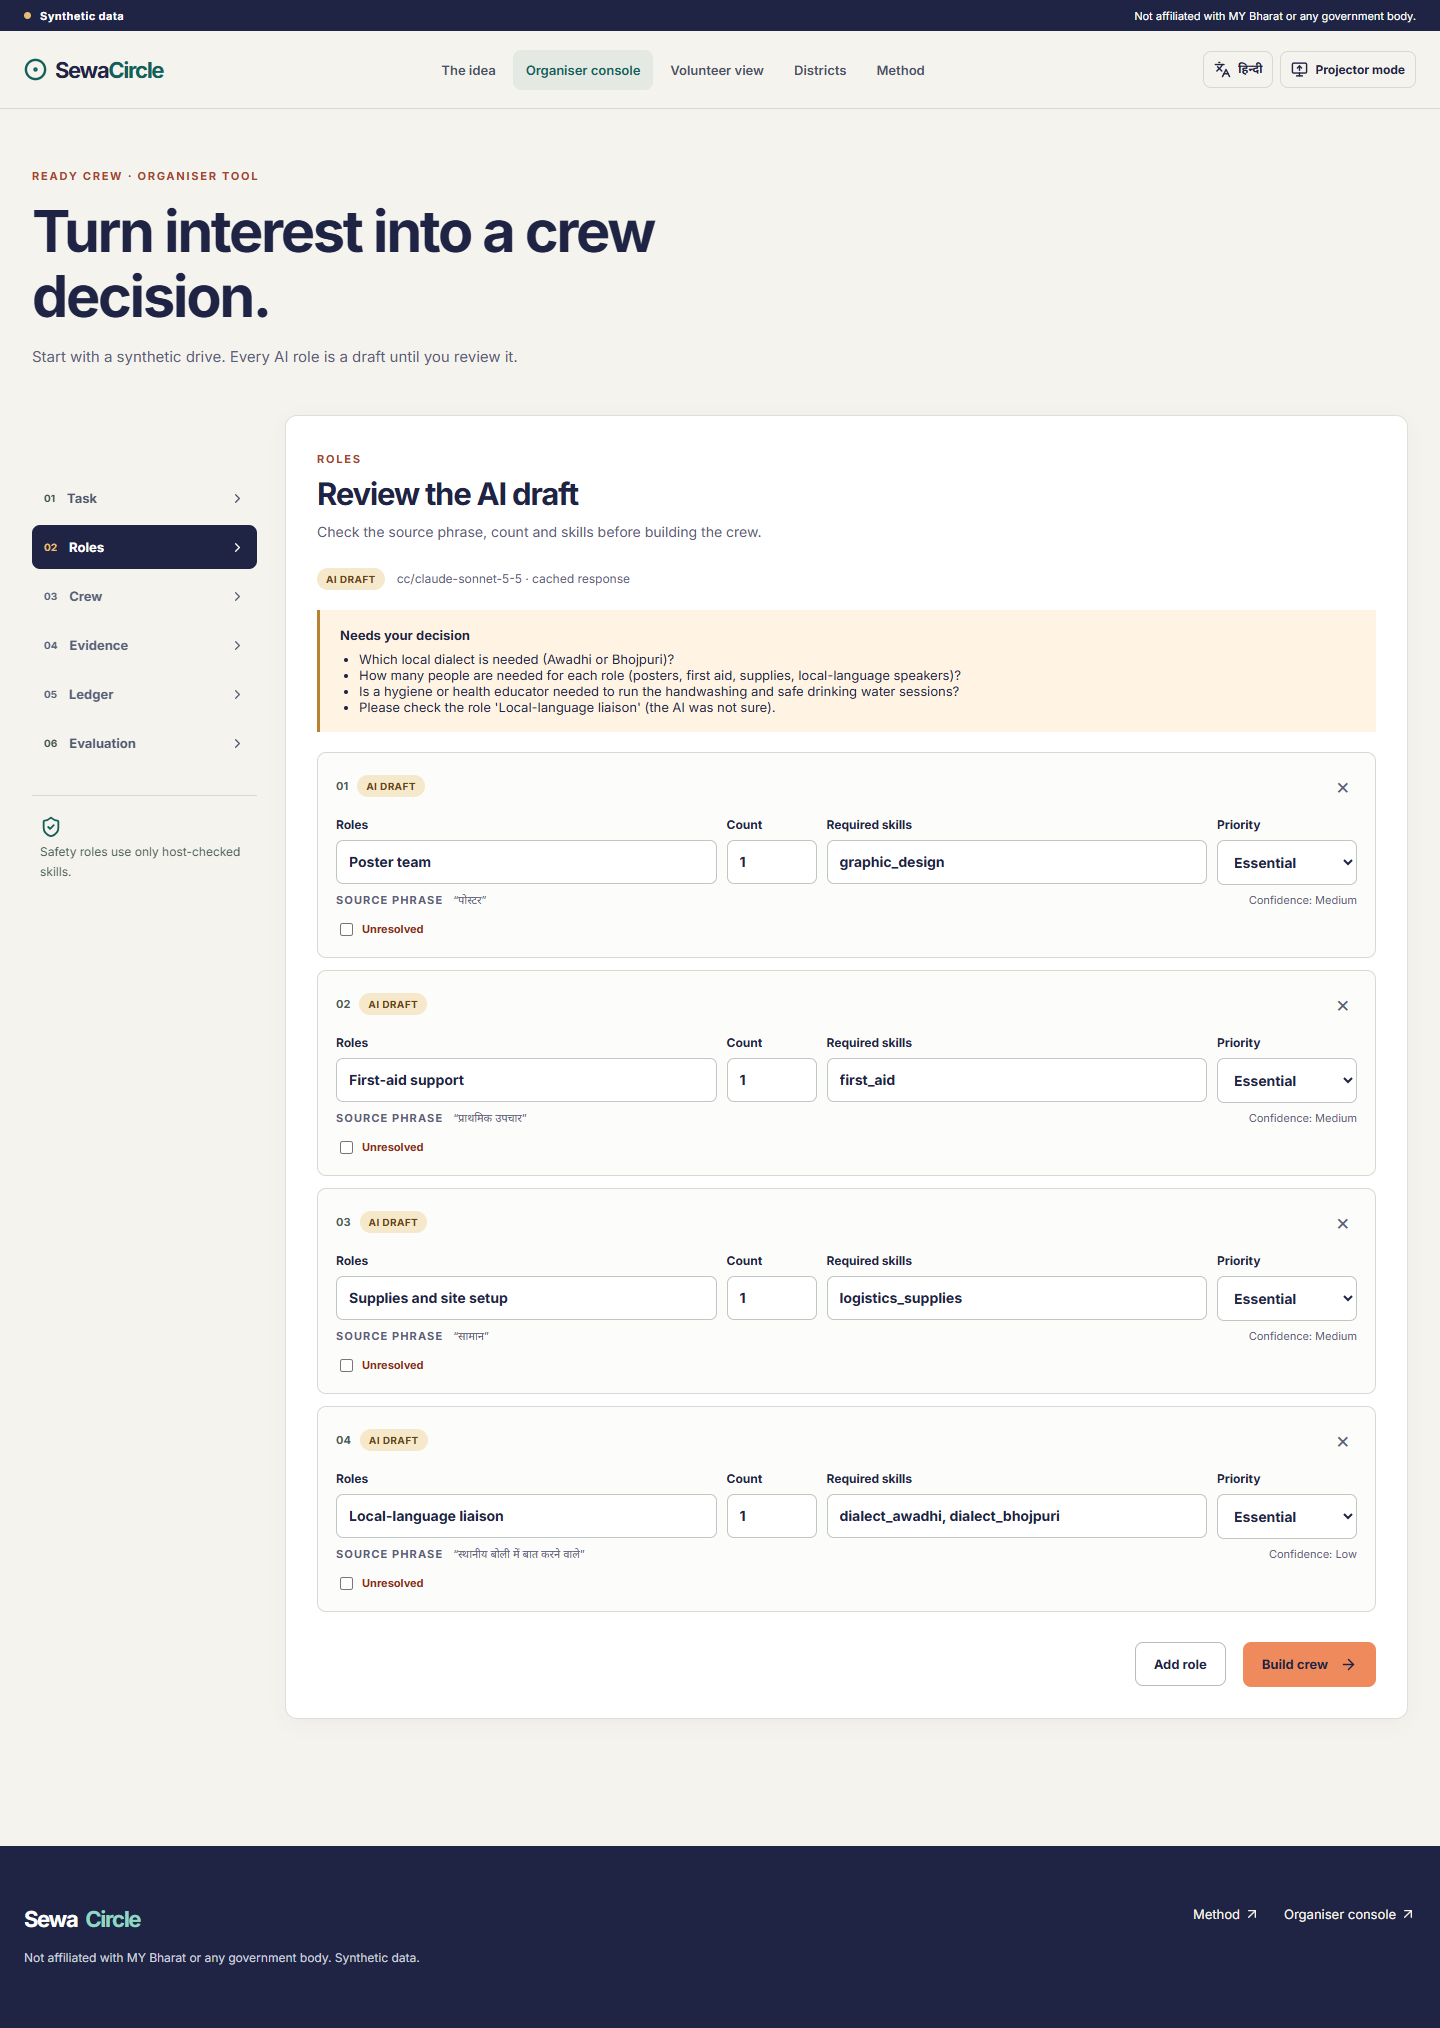 Synthetic data
Not affiliated with MY Bharat or any government body.
SewaCircle
The idea
Organiser console
Volunteer view
Districts
Method
हिन्दी
Projector mode
READY CREW · ORGANISER TOOL
Turn interest into a crew
decision.
Start with a synthetic drive. Every AI role is a draft until you review it.
01 Task
02 Roles
03 Crew
04 Evidence
05 Ledger
06 Evaluation
Safety roles use only host-checked
skills.
ROLES
Review the AI draft
Check the source phrase, count and skills before building the crew.
AI DRAFT cc/claude-sonnet-5-5 · cached response
Needs your decision
• Which local dialect is needed (Awadhi or Bhojpuri)?
• How many people are needed for each role (posters, first aid, supplies, local-language speakers)?
• Is a hygiene or health educator needed to run the handwashing and safe drinking water sessions?
• Please check the role 'Local-language liaison' (the AI was not sure).
01 AI DRAFT
Roles Count Required skills Priority
Poster team 1 graphic_design Essential
SOURCE PHRASE “पोस्टर” Confidence: Medium
Unresolved
02 AI DRAFT
Roles Count Required skills Priority
First-aid support 1 first_aid Essential
SOURCE PHRASE “प्राथमिक उपचार” Confidence: Medium
Unresolved
03 AI DRAFT
Roles Count Required skills Priority
Supplies and site setup 1 logistics_supplies Essential
SOURCE PHRASE “सामान” Confidence: Medium
Unresolved
04 AI DRAFT
Roles Count Required skills Priority
Local-language liaison 1 dialect_awadhi, dialect_bhojpuri Essential
SOURCE PHRASE “स्थानीय बोली में बात करने वाले” Confidence: Low
Unresolved
Add role
Build crew
Sewa Circle
Method
Organiser console
Not affiliated with MY Bharat or any government body. Synthetic data.